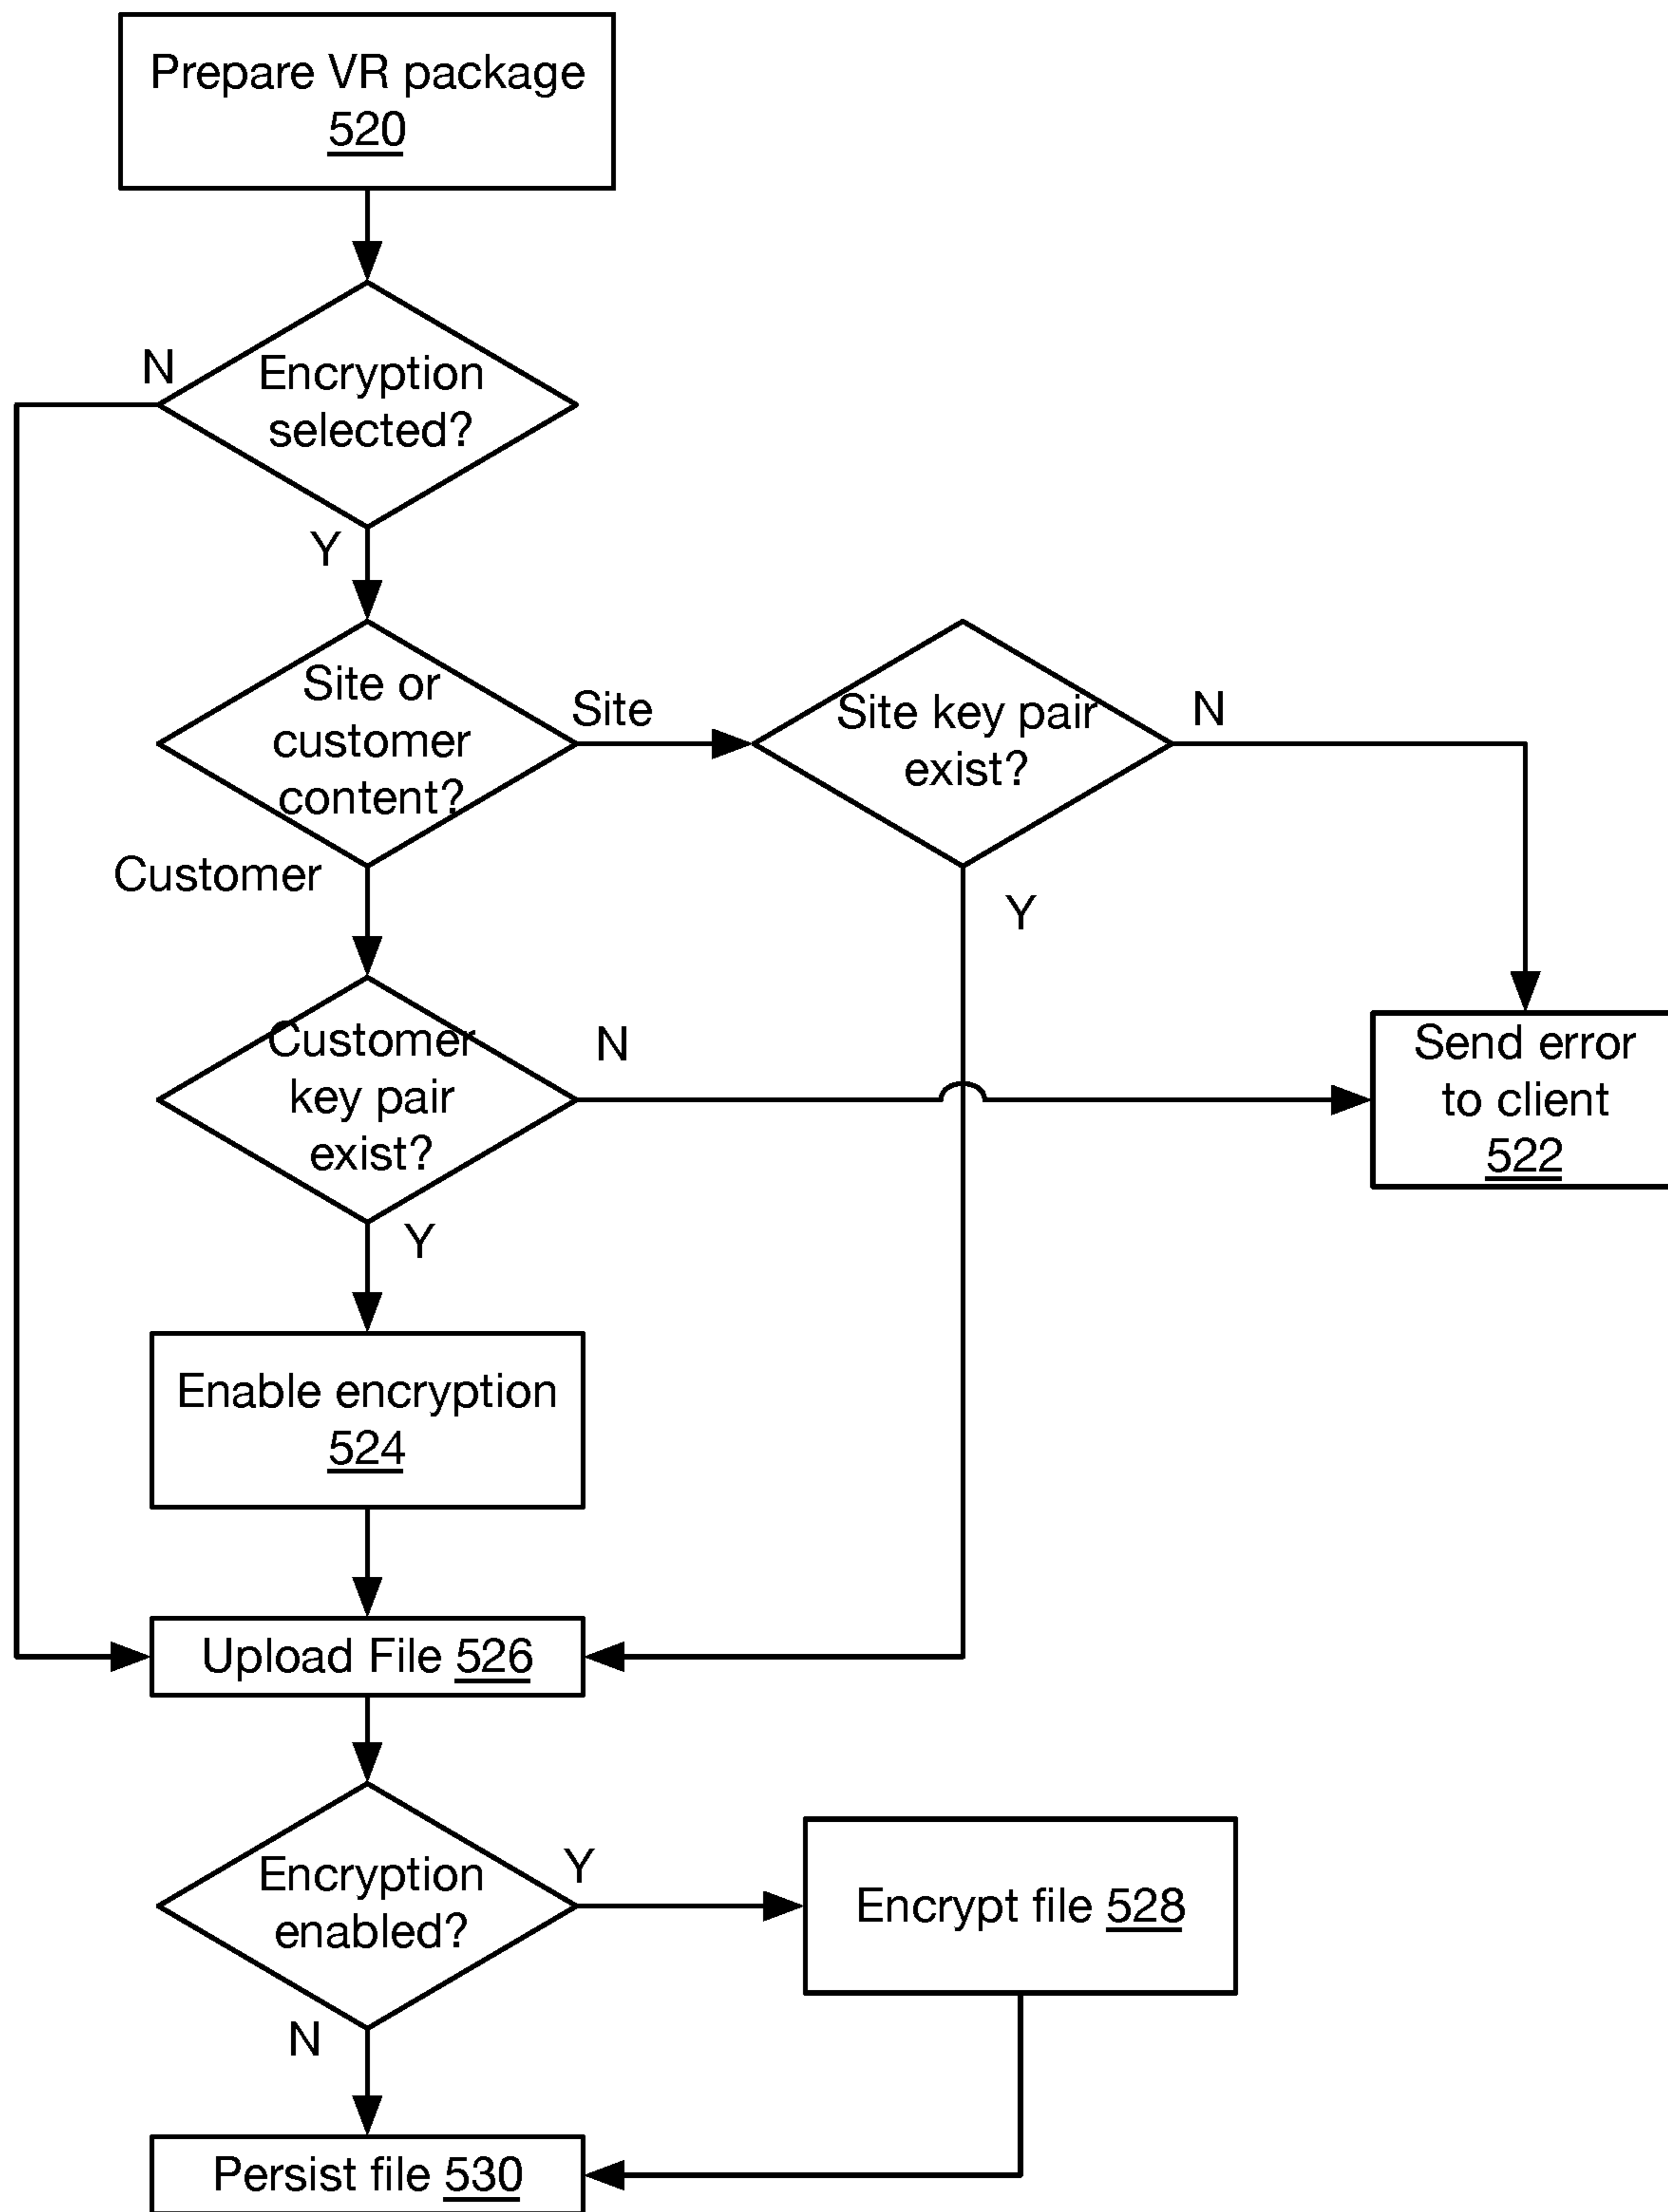 Prepare VR package
520
N
Encryption
selected?
Y
Site or
customer
content?
Site
Site key pair
exist?
N
Customer
Y
Customer
key pair
exist?
N
Send error
to client
522
Y
Enable encryption
524
Upload File 526
Encryption
enabled?
Y
Encrypt file 528
N
Persist file 530